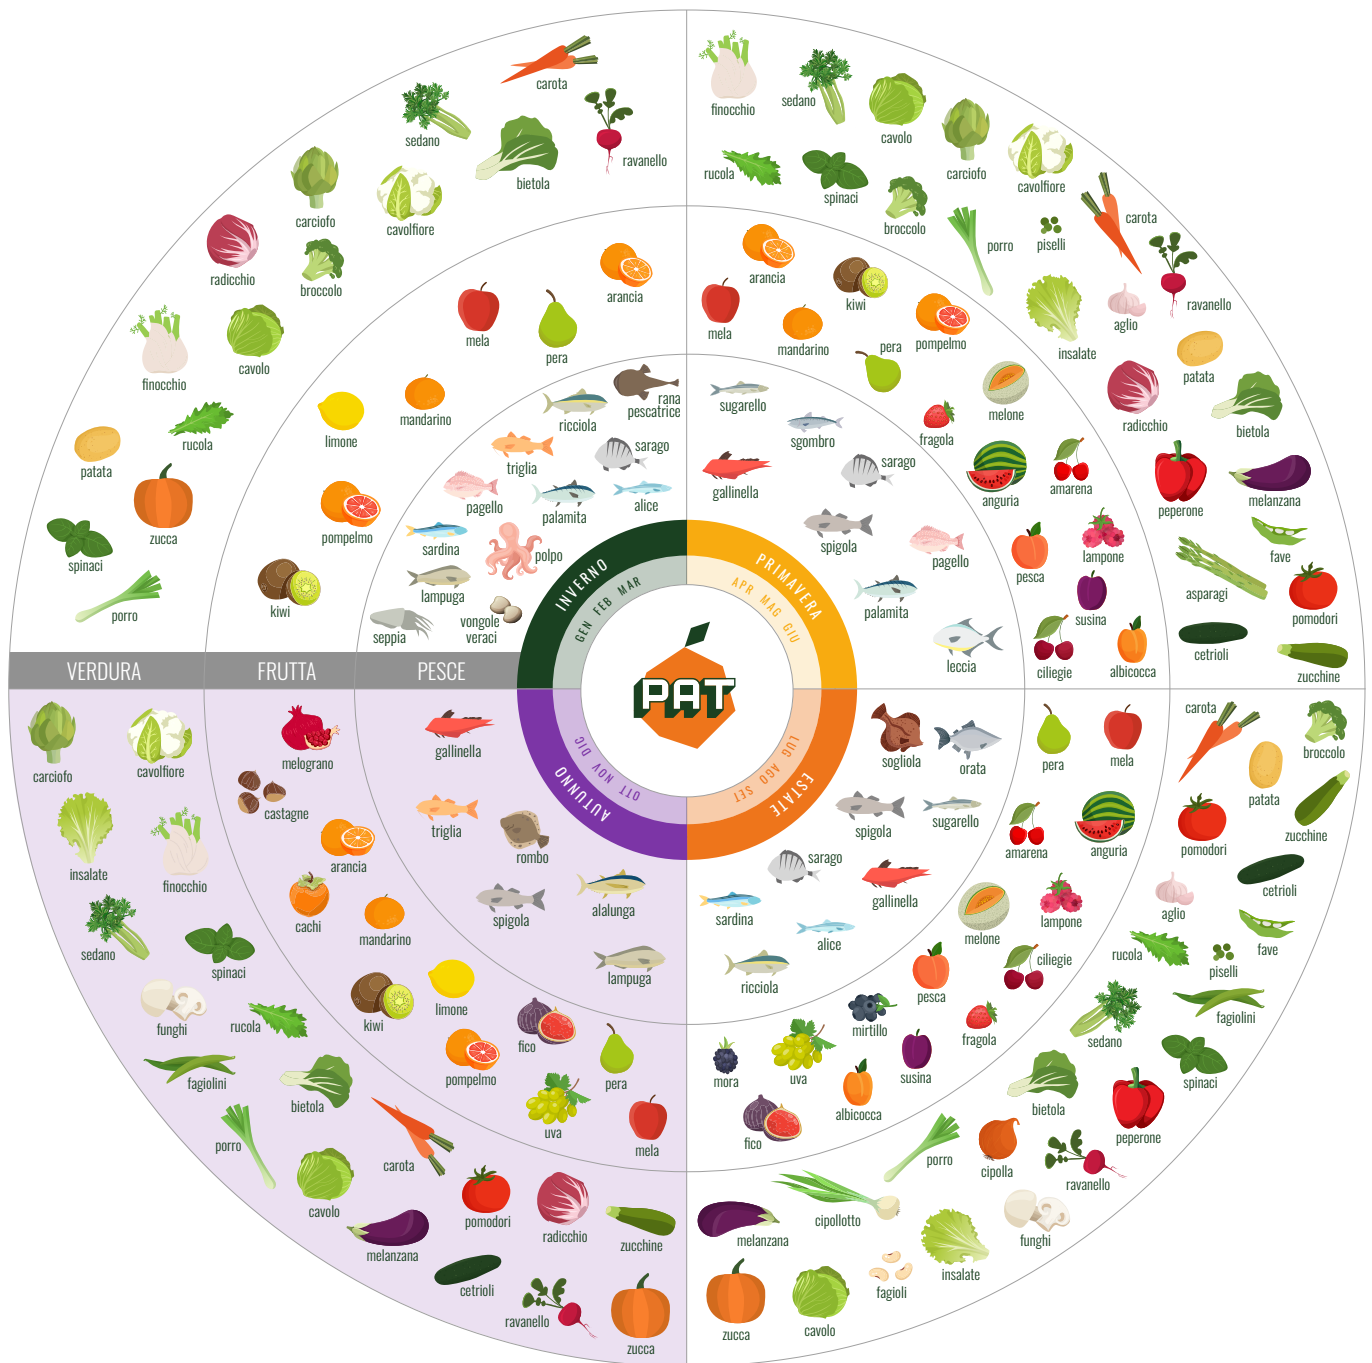 carota
sedano
ravanello
bietola
carciofo
cavolfiore
radicchio
broccolo
finocchio
cavolo
rucola
patata
zucca
spinaci
porro
arancia
mela
pera
mandarino
limone
pompelmo
kiwi
rana
pescatrice
ricciola
sarago
triglia
pagello
palamita
alice
sardina
polpo
lampuga
vongole
veraci
seppia
finocchio
sedano
cavolo
carciofo
cavolfiore
rucola
spinaci
broccolo
porro
piselli
carota
ravanello
insalate
aglio
patata
radicchio
bietola
peperone
melanzana
fave
asparagi
pomodori
cetrioli
zucchine
arancia
mela
kiwi
mandarino
pompelmo
pera
melone
fragola
anguria
amarena
pesca
lampone
susina
ciliegie
albicocca
sugarello
sgombro
gallinella
sarago
spigola
pagello
palamita
leccia
INVERNO
GEN FEB MAR
PRIMAVERA
APR MAG GIU
PAT
VERDURA
FRUTTA
PESCE
AUTUNNO
OTT NOV DIC
ESTATE
LUG AGO SET
carciofo
cavolfiore
insalate
finocchio
sedano
spinaci
funghi
rucola
fagiolini
bietola
porro
carota
cavolo
pomodori
radicchio
melanzana
zucchine
cetrioli
ravanello
zucca
melograno
castagne
arancia
cachi
mandarino
kiwi
limone
fico
pompelmo
pera
uva
mela
gallinella
triglia
rombo
spigola
alalunga
lampuga
sogliola
orata
spigola
sugarello
sarago
gallinella
sardina
alice
ricciola
pera
mela
amarena
anguria
melone
lampone
ciliegie
pesca
mirtillo
fragola
mora
uva
susina
albicocca
fico
carota
broccolo
patata
zucchine
pomodori
cetrioli
aglio
fave
rucola
piselli
fagiolini
sedano
spinaci
bietola
peperone
porro
cipolla
ravanello
cipollotto
funghi
melanzana
insalate
fagioli
zucca
cavolo